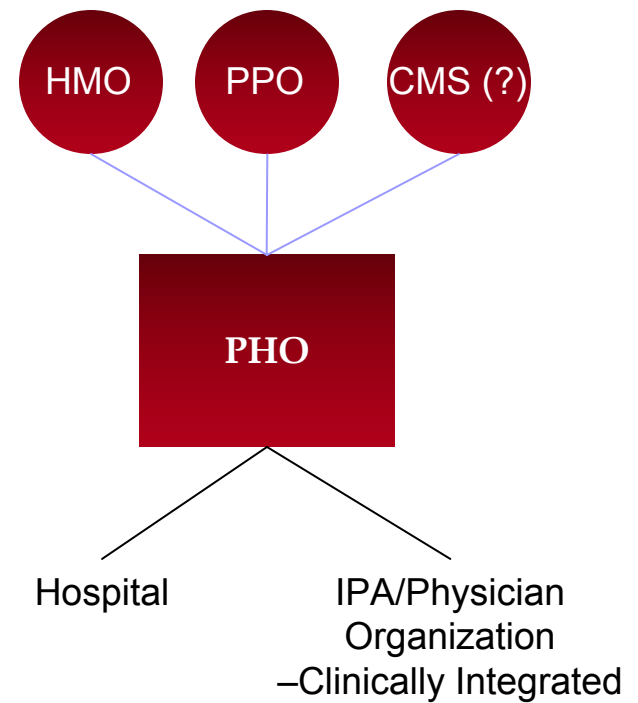 HMO PPO CMS (?)
PHO
Hospital IPA/Physician
Organization
–Clinically Integrated